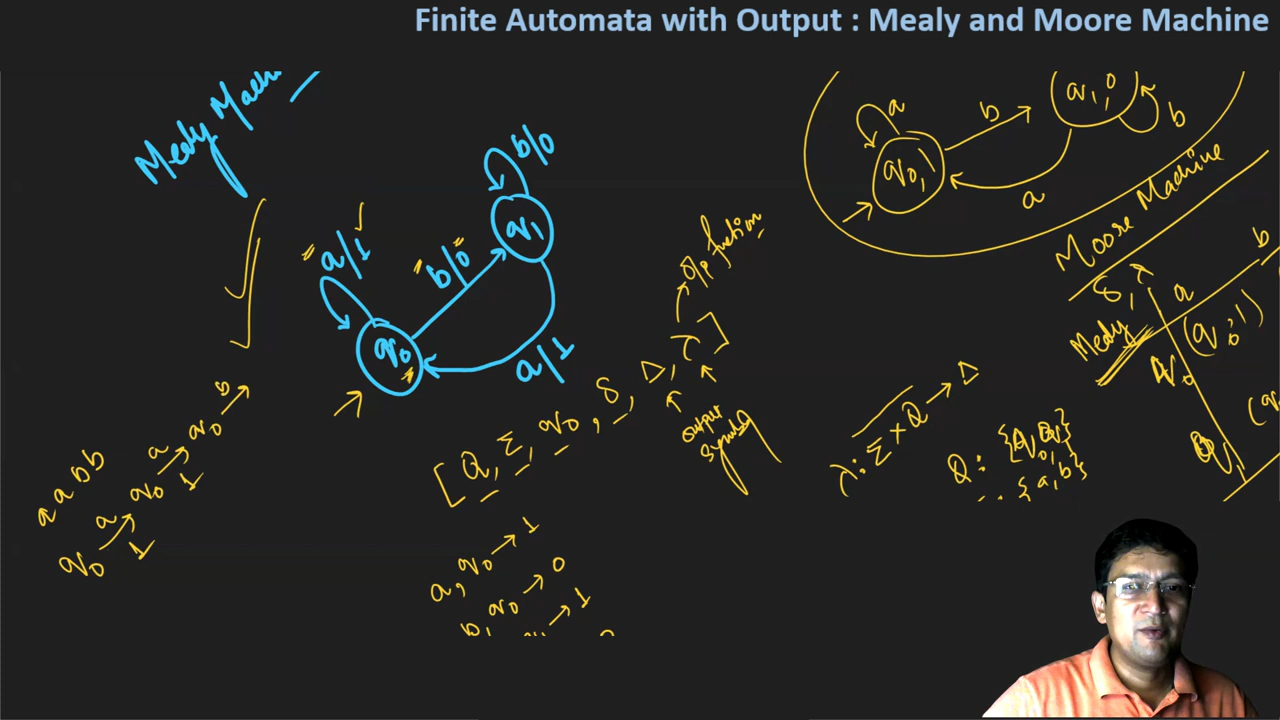 Finite Automata with Output : Mealy and Moore Machine
Mealy
a/1
b/0
b/0
q1
q0
a/1
a
b
q0, 1
q1, 0
b
a
Moore Machine
Mealy
δ, λ
a
b
(q0, 1)
q0
q1
[Q, Σ, q0, δ, Δ, λ]
o/p function
output
λ: Σ × Q → Δ
Q: {q0, q1}
: {a, b}
a a b b
q0 a→ q0 a→ q0 b→
1 1
a, q0 → 1
q0 → 0
→ 1